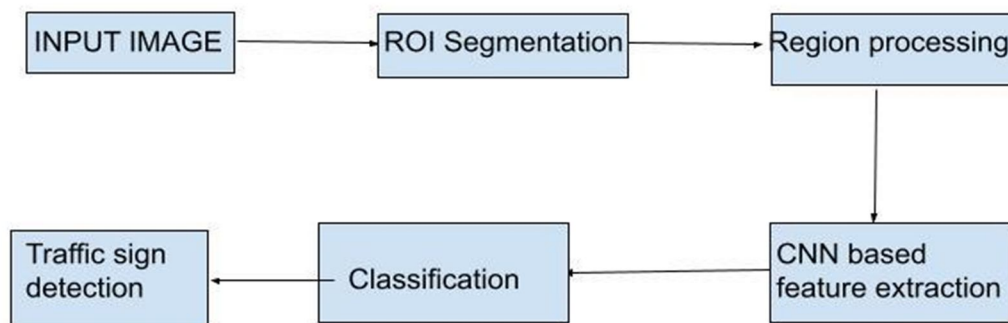 INPUT IMAGE
ROI Segmentation
Region processing
CNN based
feature extraction
Classification
Traffic sign
detection